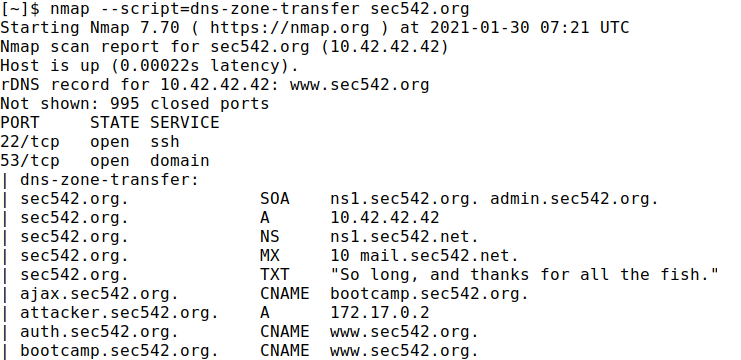 [~]$ nmap --script=dns-zone-transfer sec542.org
Starting Nmap 7.70 ( https://nmap.org ) at 2021-01-30 07:21 UTC
Nmap scan report for sec542.org (10.42.42.42)
Host is up (0.00022s latency).
rDNS record for 10.42.42.42: www.sec542.org
Not shown: 995 closed ports
PORT     STATE SERVICE
22/tcp   open  ssh
53/tcp   open  domain
| dns-zone-transfer:
| sec542.org.             SOA    ns1.sec542.org. admin.sec542.org.
| sec542.org.             A      10.42.42.42
| sec542.org.             NS     ns1.sec542.net.
| sec542.org.             MX     10 mail.sec542.net.
| sec542.org.             TXT    "So long, and thanks for all the fish."
| ajax.sec542.org.        CNAME  bootcamp.sec542.org.
| attacker.sec542.org.    A      172.17.0.2
| auth.sec542.org.        CNAME  www.sec542.org.
| bootcamp.sec542.org.    CNAME  www.sec542.org.